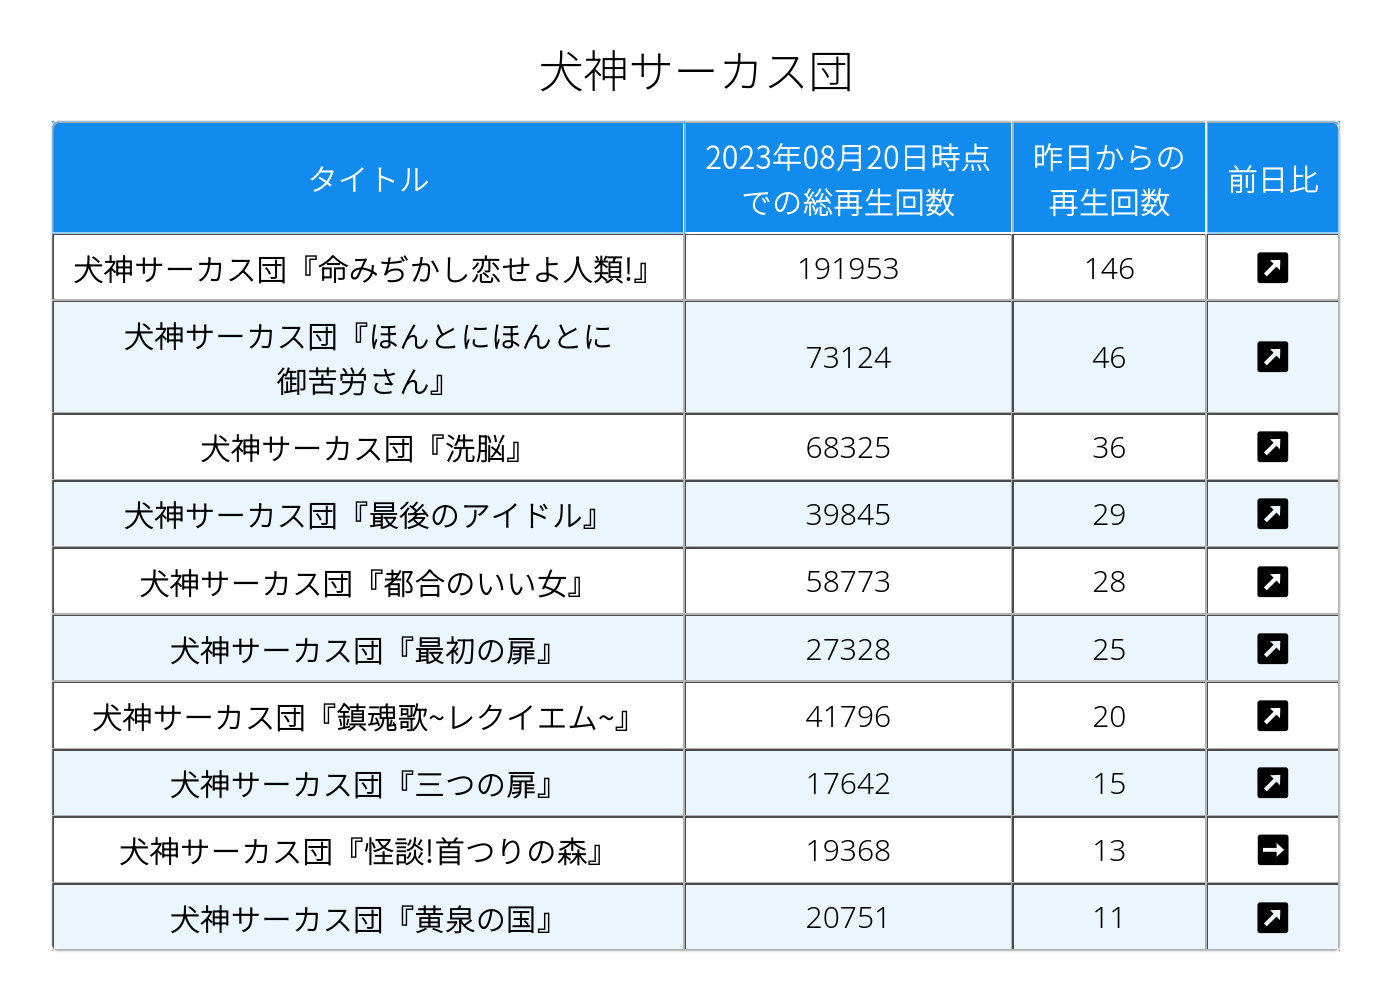 犬神サーカス団
タイトル
2023年08月20日時点
での総再生回数
昨日からの
再生回数
前日比
犬神サーカス団『命みぢかし恋せよ人類!』
191953
146
犬神サーカス団『ほんとにほんとに
御苦労さん』
73124
46
犬神サーカス団『洗脳』
68325
36
犬神サーカス団『最後のアイドル』
39845
29
犬神サーカス団『都合のいい女』
58773
28
犬神サーカス団『最初の扉』
27328
25
犬神サーカス団『鎮魂歌~レクイエム~』
41796
20
犬神サーカス団『三つの扉』
17642
15
犬神サーカス団『怪談!首つりの森』
19368
13
犬神サーカス団『黄泉の国』
20751
11